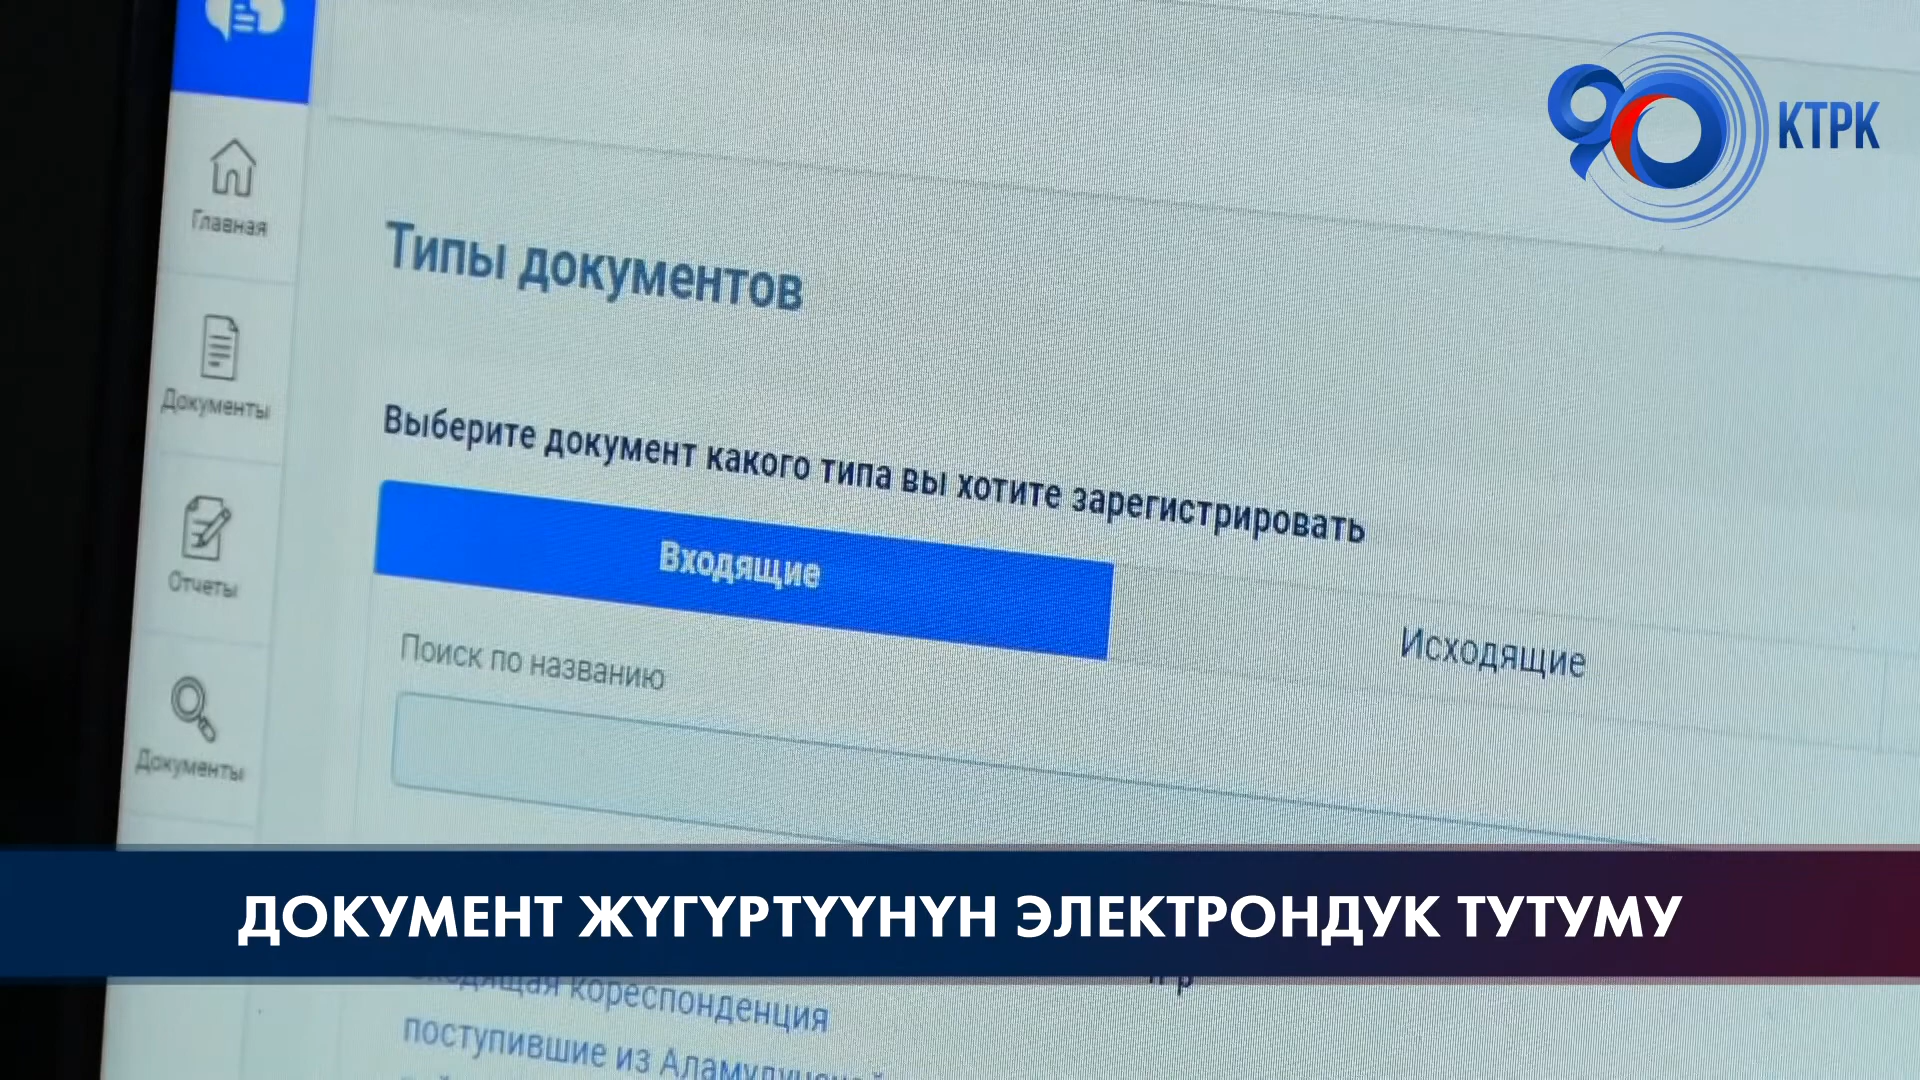 90 КТРК
Главная
Типы документов
Документы
Выберите документ какого типа вы хотите зарегистрировать
Входящие
Исходящие
Отчеты
Поиск по названию
Документы
ДОКУМЕНТ ЖҮГҮРТҮҮНҮН ЭЛЕКТРОНДУК ТУТУМУ
кореспонденция
поступившие из